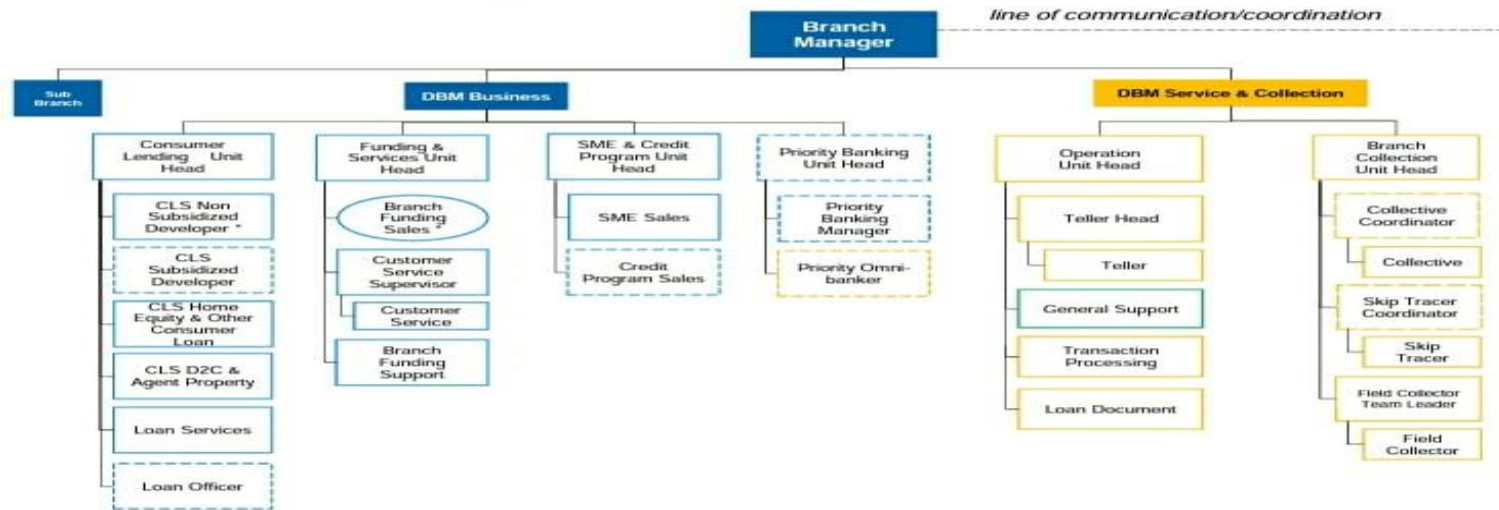 line of communication/coordination
Branch
Manager
Sub
Branch
DBM Business
DBM Service & Collection
Consumer
Lending Unit
Head
CLS Non
Subsidized
Developer *
CLS
Subsidized
Developer
CLS Home
Equity & Other
Consumer
Loan
CLS D2C &
Agent Property
Loan Services
Loan Officer
Funding &
Services Unit
Head
Branch
Funding
Sales *
Customer
Service
Supervisor
Customer
Service
Branch
Funding
Support
SME & Credit
Program Unit
Head
SME Sales
Credit
Program Sales
Priority Banking
Unit Head
Priority
Banking
Manager
Priority Omni-
banker
Operation
Unit Head
Teller Head
Teller
General Support
Transaction
Processing
Loan Document
Branch
Collection
Unit Head
Collective
Coordinator
Collective
Skip Tracer
Coordinator
Skip
Tracer
Field Collector
Team Leader
Field
Collector